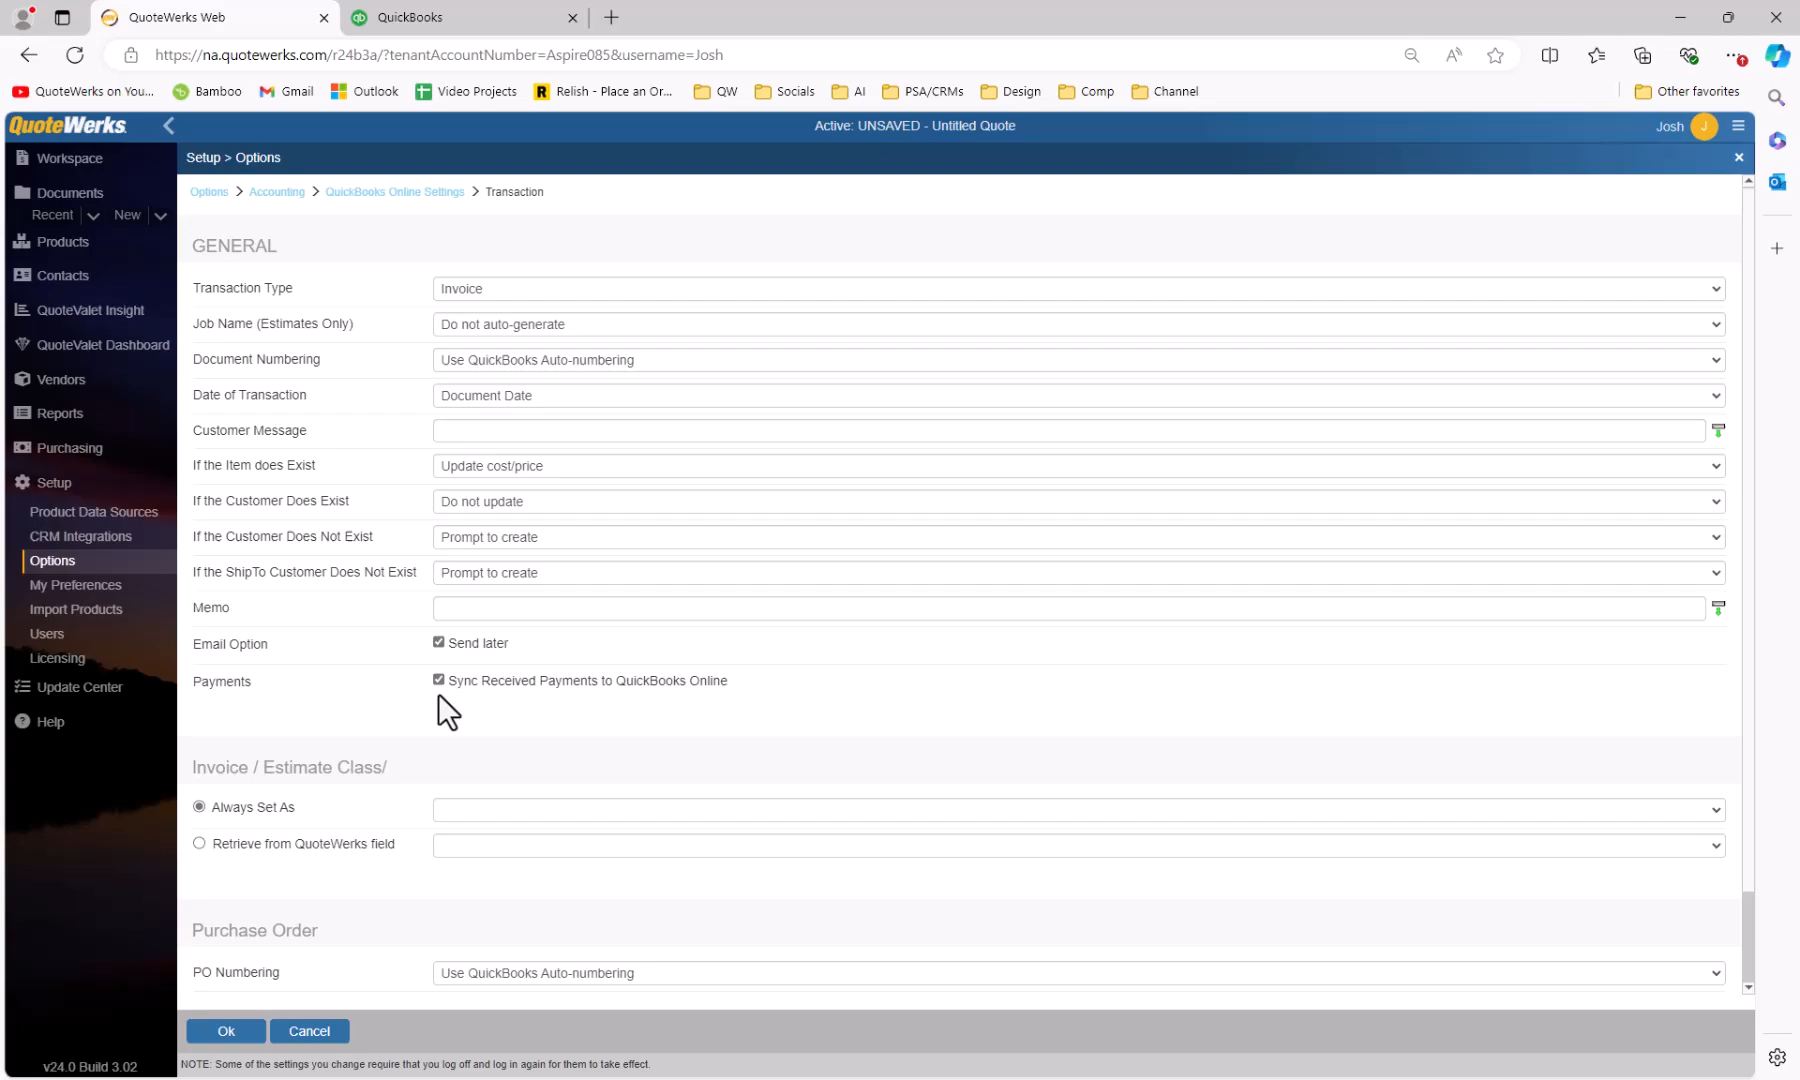 QuoteWerks Web
QuickBooks
https://na.quotewerks.com/r24b3a/?tenantAccountNumber=Aspire085&username=Josh
QuoteWerks on You...
Bamboo
Gmail
Outlook
Video Projects
Relish - Place an Or...
QW
Socials
AI
PSA/CRMs
Design
Comp
Channel
Other favorites
QuoteWerks.
Active: UNSAVED - Untitled Quote
Josh
J
Workspace
Documents
Recent
New
Products
Contacts
QuoteValet Insight
QuoteValet Dashboard
Vendors
Reports
Purchasing
Setup
Product Data Sources
CRM Integrations
Options
My Preferences
Import Products
Users
Licensing
Update Center
Help
v24.0 Build 3.02
Setup > Options
Options > Accounting > QuickBooks Online Settings > Transaction
GENERAL
Transaction Type Invoice
Job Name (Estimates Only) Do not auto-generate
Document Numbering Use QuickBooks Auto-numbering
Date of Transaction Document Date
Customer Message
If the Item does Exist Update cost/price
If the Customer Does Exist Do not update
If the Customer Does Not Exist Prompt to create
If the ShipTo Customer Does Not Exist Prompt to create
Memo
Email Option Send later
Payments Sync Received Payments to QuickBooks Online
Invoice / Estimate Class/
Always Set As
Retrieve from QuoteWerks field
Purchase Order
PO Numbering Use QuickBooks Auto-numbering
Ok Cancel
NOTE: Some of the settings you change require that you log off and log in again for them to take effect.